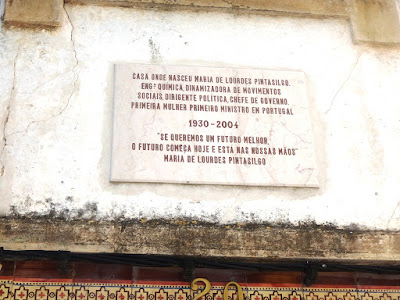 CASA ONDE NASCEU MARIA DE LOURDES PINTASILGO,
ENGª QUÍMICA, DINAMIZADORA DE MOVIMENTOS
SOCIAIS, DIRIGENTE POLÍTICA, CHEFE DE GOVERNO,
PRIMEIRA MULHER PRIMEIRO MINISTRO EM PORTUGAL
1930-2004
"SE QUEREMOS UM FUTURO MELHOR,
O FUTURO COMEÇA HOJE E ESTÁ NAS NOSSAS MÃOS"
MARIA DE LOURDES PINTASILGO
20